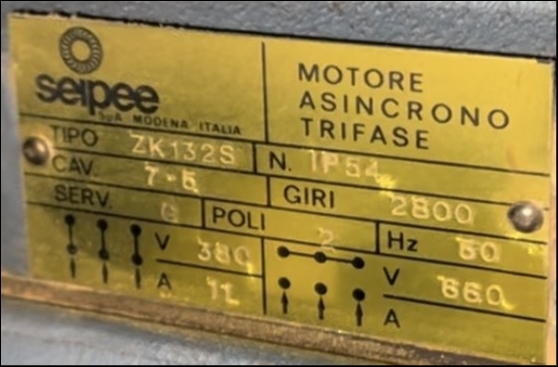 seipee
SpA MODENA ITALIA
MOTORE
ASINCRONO
TRIFASE
TIPO ZK132S N. IP54
CAV. 7-5 GIRI 2800
SERV. POLI 2 Hz 50
V 380 V 660
A 11 A